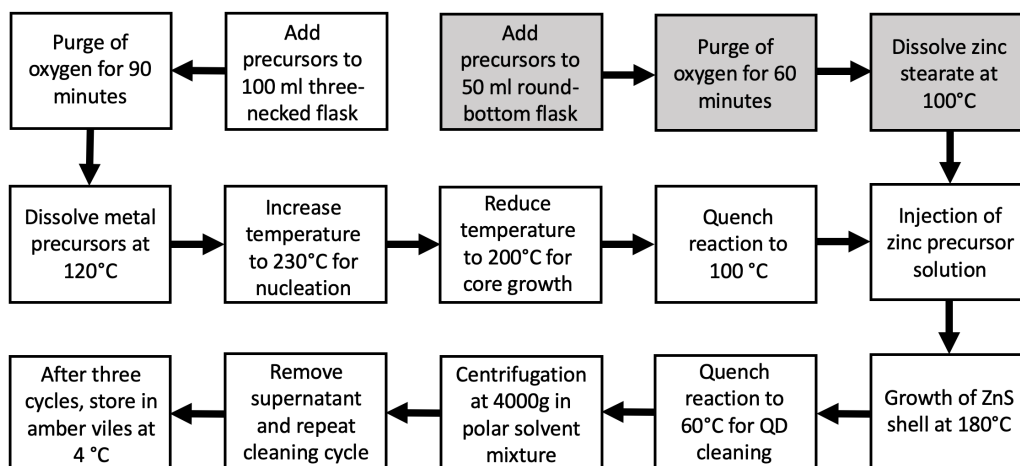 Purge of
oxygen for 90
minutes
Add
precursors to
100 ml three-
necked flask
Add
precursors to
50 ml round-
bottom flask
Purge of
oxygen for 60
minutes
Dissolve zinc
stearate at
100°C
Dissolve metal
precursors at
120°C
Increase
temperature
to 230°C for
nucleation
Reduce
temperature
to 200°C for
core growth
Quench
reaction to
100 °C
Injection of
zinc precursor
solution
After three
cycles, store in
amber viles at
4 °C
Remove
supernatant
and repeat
cleaning cycle
Centrifugation
at 4000g in
polar solvent
mixture
Quench
reaction to
60°C for QD
cleaning
Growth of ZnS
shell at 180°C